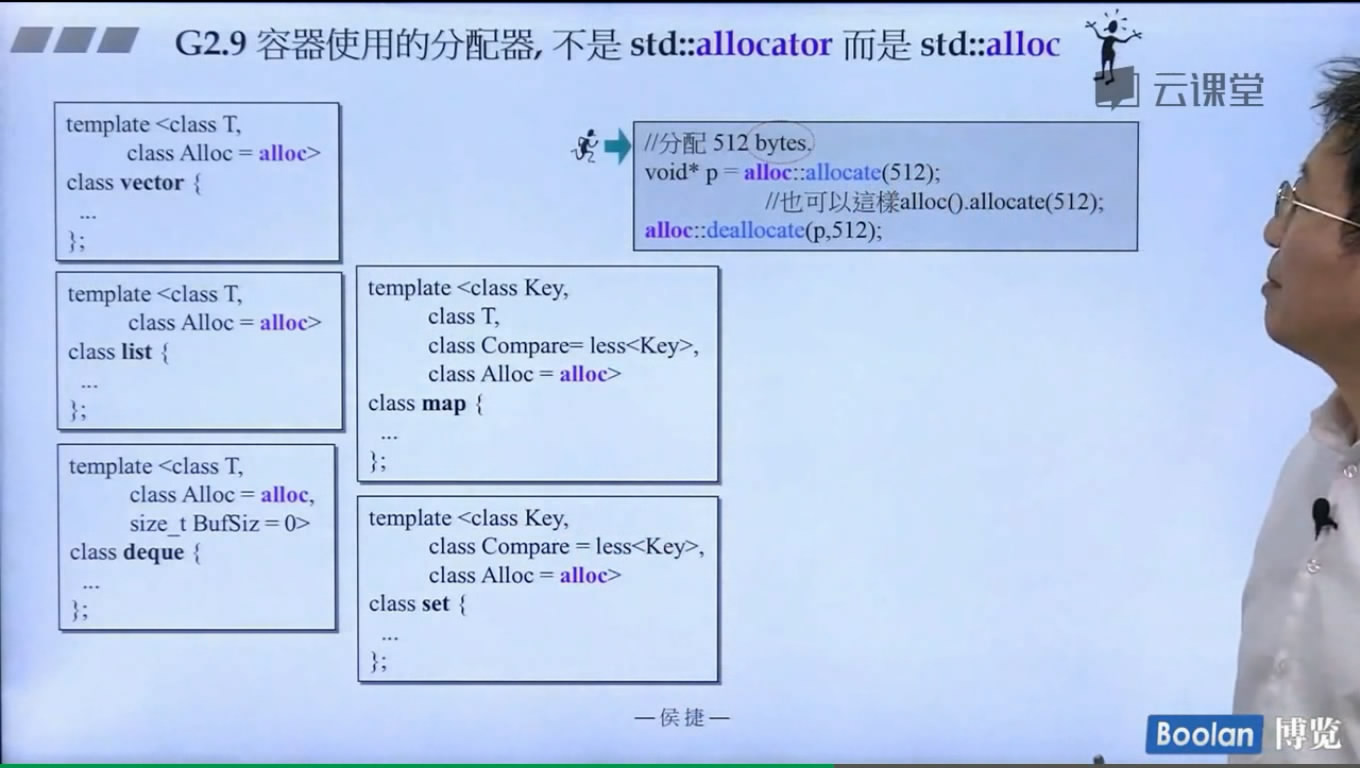 G2.9 容器使用的分配器, 不是 std::allocator 而是 std::alloc
云课堂
template <class T,
class Alloc = alloc>
class vector {
...
};
template <class T,
class Alloc = alloc>
class list {
...
};
template <class T,
class Alloc = alloc,
size_t BufSiz = 0>
class deque {
...
};
//分配 512 bytes.
void* p = alloc::allocate(512);
//也可以這樣alloc().allocate(512);
alloc::deallocate(p,512);
template <class Key,
class T,
class Compare= less<Key>,
class Alloc = alloc>
class map {
...
};
template <class Key,
class Compare = less<Key>,
class Alloc = alloc>
class set {
...
};
—侯捷—
Boolan 博览